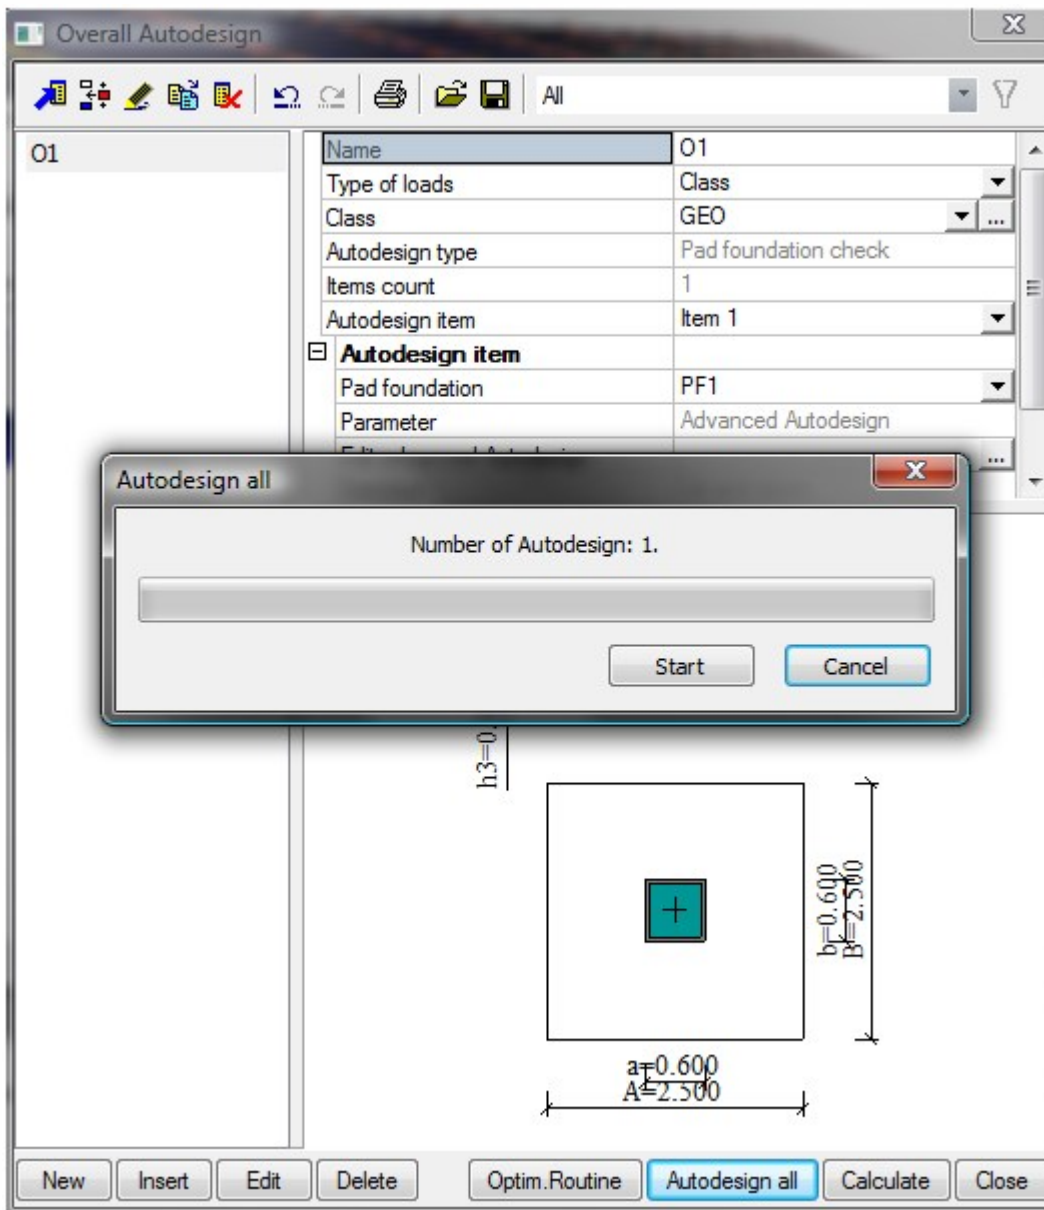 Overall Autodesign
All
O1
Name O1
Type of loads Class
Class GEO ...
Autodesign type Pad foundation check
Items count 1
Autodesign item Item 1
Autodesign item
Pad foundation PF1
Parameter Advanced Autodesign
...
Autodesign all
Number of Autodesign: 1.
Start Cancel
h3=0.
b=0.600
B=2.500
a=0.600
A=2.500
New Insert Edit Delete Optim.Routine Autodesign all Calculate Close